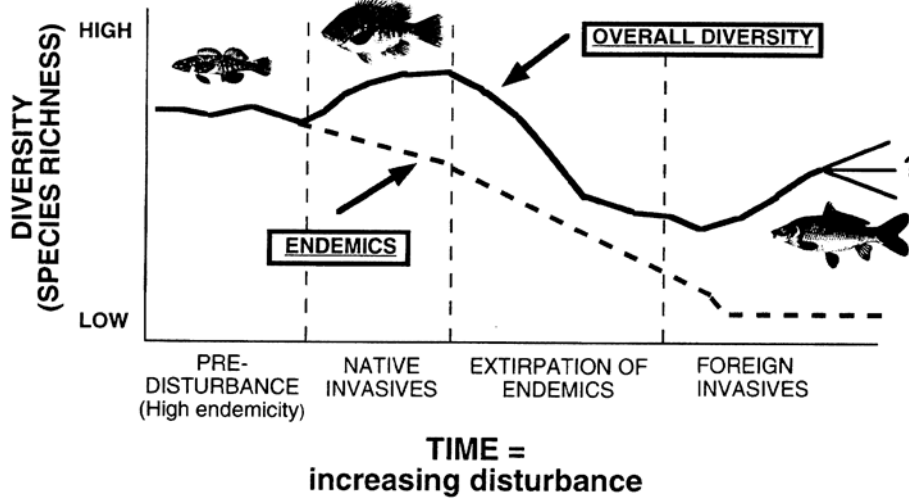 HIGH
OVERALL DIVERSITY
DIVERSITY
(SPECIES RICHNESS)
ENDEMICS
LOW
PRE-
DISTURBANCE
(High endemicity)
NATIVE
INVASIVES
EXTIRPATION OF
ENDEMICS
FOREIGN
INVASIVES
TIME =
increasing disturbance